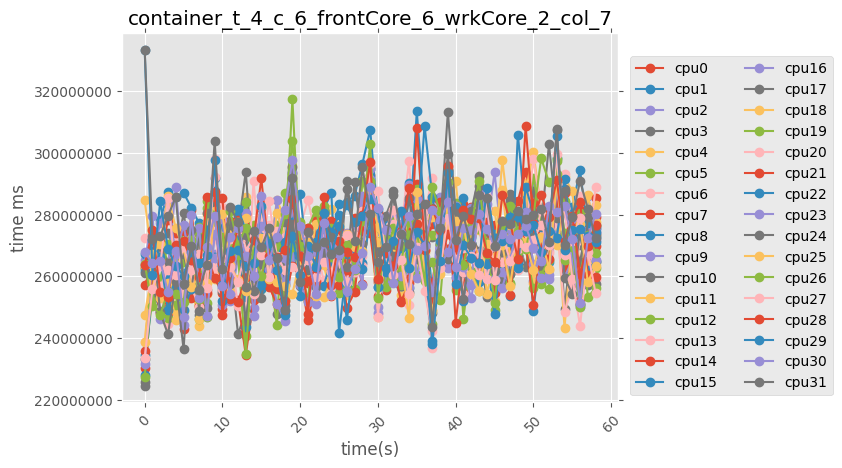 container_t_4_c_6_frontCore_6_wrkCore_2_col_7
time ms
320000000
300000000
280000000
260000000
240000000
220000000
0
10
20
30
40
50
60
time(s)
cpu0
cpu1
cpu2
cpu3
cpu4
cpu5
cpu6
cpu7
cpu8
cpu9
cpu10
cpu11
cpu12
cpu13
cpu14
cpu15
cpu16
cpu17
cpu18
cpu19
cpu20
cpu21
cpu22
cpu23
cpu24
cpu25
cpu26
cpu27
cpu28
cpu29
cpu30
cpu31